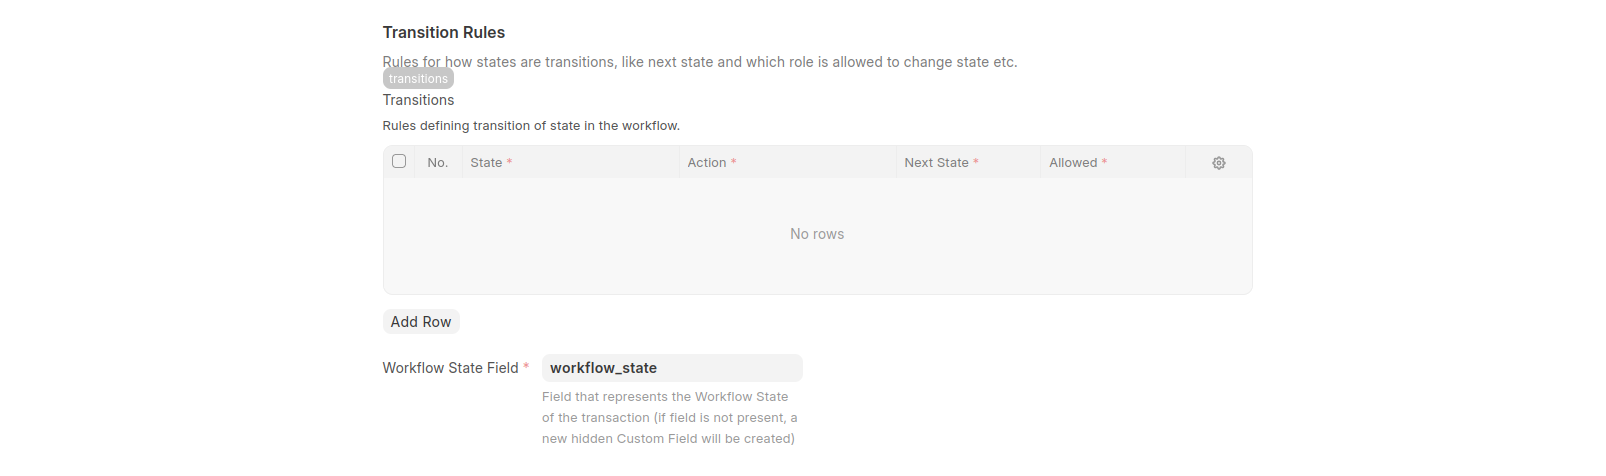 Transition Rules
Rules for how states are transitions, like next state and which role is allowed to change state etc.
transitions
Transitions
Rules defining transition of state in the workflow.
No. State * Action * Next State * Allowed *
No rows
Add Row
Workflow State Field * workflow_state
Field that represents the Workflow State
of the transaction (if field is not present, a
new hidden Custom Field will be created)